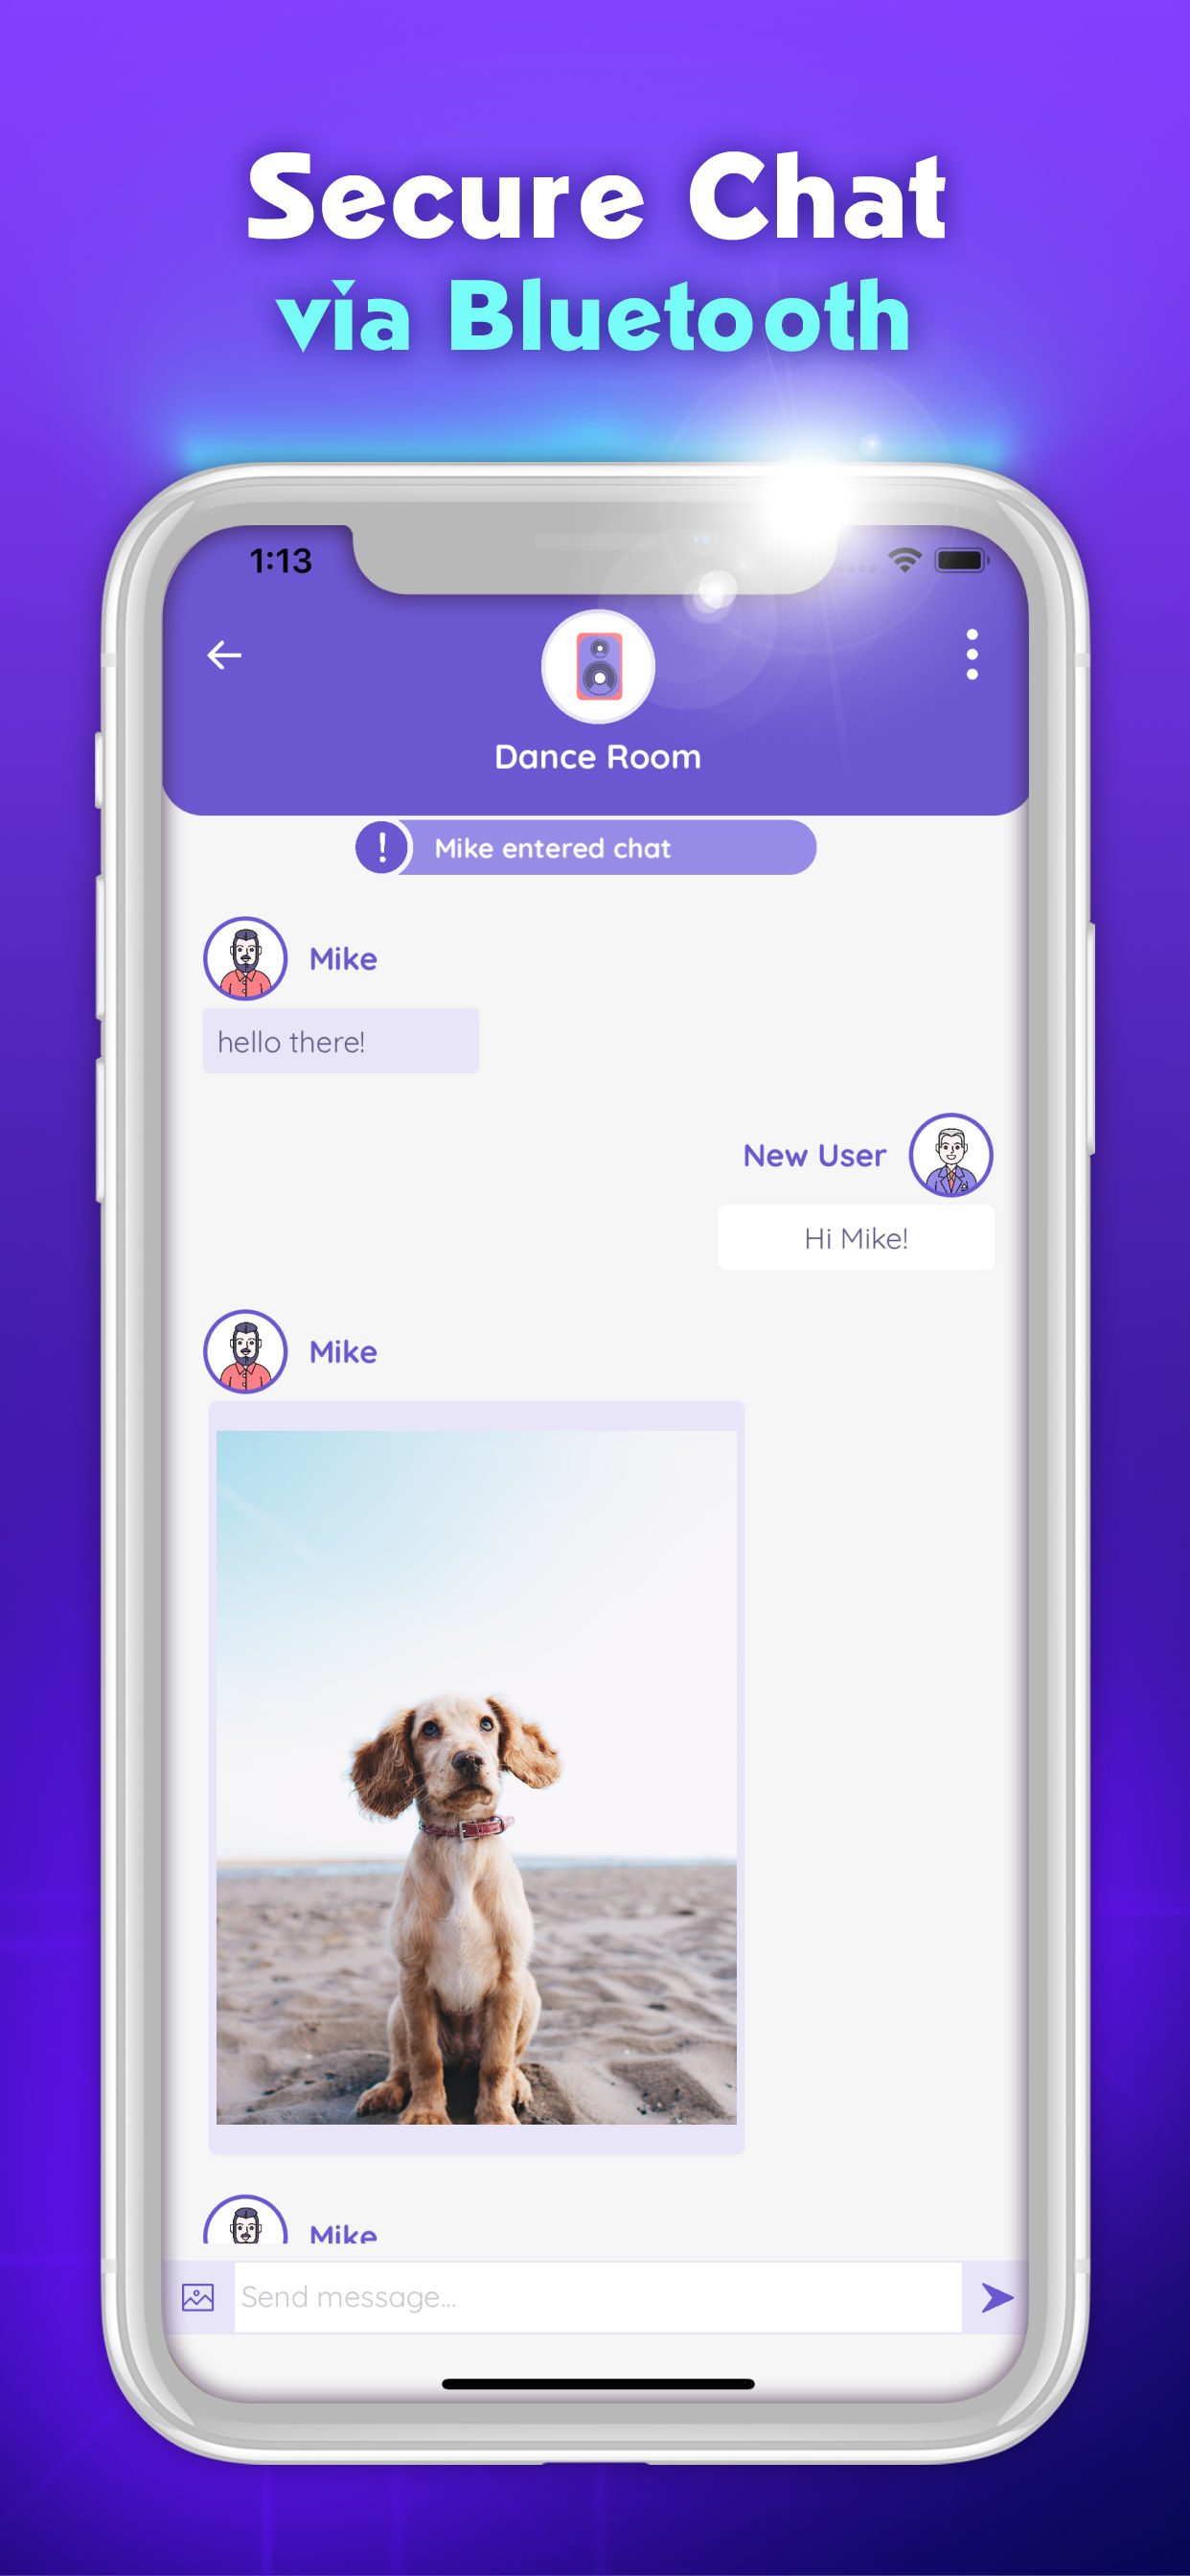 Secure Chat
via Bluetooth
1:13
Dance Room
! Mike entered chat
Mike
hello there!
New User
Hi Mike!
Mike
Mike
Send message...